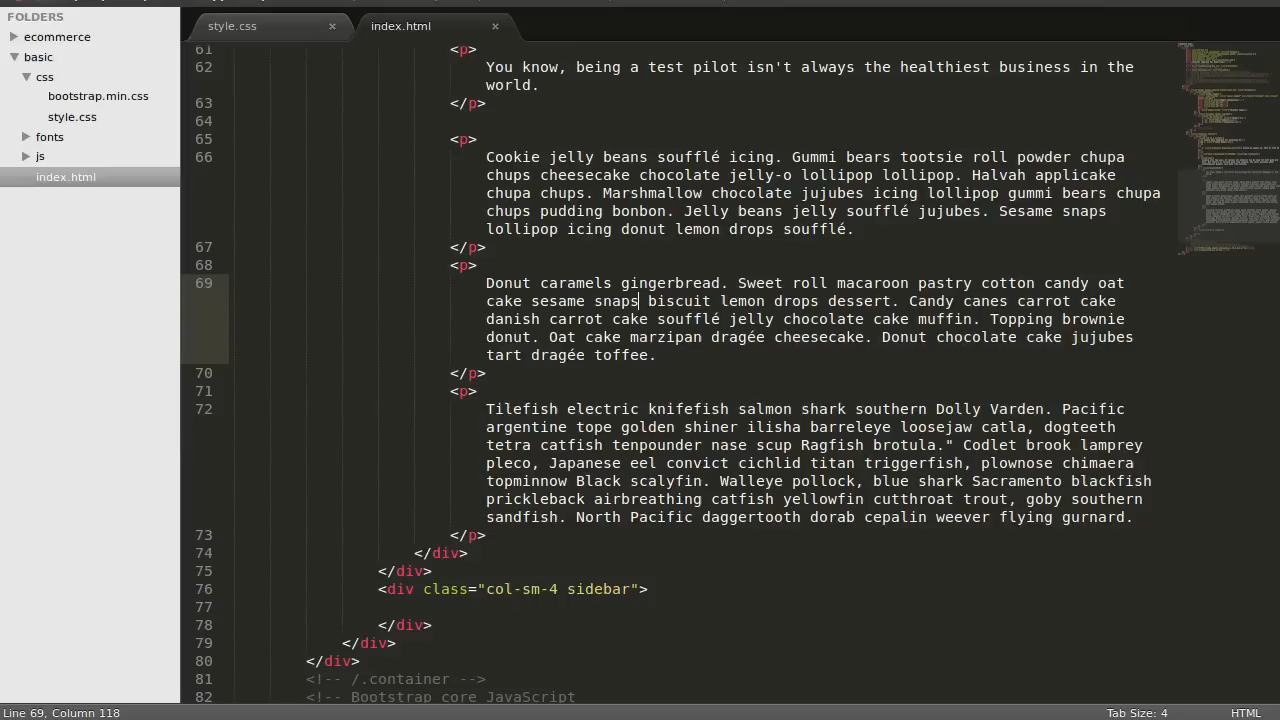 FOLDERS
ecommerce
basic
css
bootstrap.min.css
style.css
fonts
js
index.html
style.css ×
index.html ×
61 <p>
62 You know, being a test pilot isn't always the healthiest business in the
world.
63 </p>
64
65 <p>
66 Cookie jelly beans soufflé icing. Gummi bears tootsie roll powder chupa
chups cheesecake chocolate jelly-o lollipop lollipop. Halvah applicake
chupa chups. Marshmallow chocolate jujubes icing lollipop gummi bears chupa
chups pudding bonbon. Jelly beans jelly soufflé jujubes. Sesame snaps
lollipop icing donut lemon drops soufflé.
67 </p>
68 <p>
69 Donut caramels gingerbread. Sweet roll macaroon pastry cotton candy oat
cake sesame snaps biscuit lemon drops dessert. Candy canes carrot cake
danish carrot cake soufflé jelly chocolate cake muffin. Topping brownie
donut. Oat cake marzipan dragée cheesecake. Donut chocolate cake jujubes
tart dragée toffee.
70 </p>
71 <p>
72 Tilefish electric knifefish salmon shark southern Dolly Varden. Pacific
argentine tope golden shiner ilisha barreleye loosejaw catla, dogteeth
tetra catfish tenpounder nase scup Ragfish brotula." Codlet brook lamprey
pleco, Japanese eel convict cichlid titan triggerfish, plownose chimaera
topminnow Black scalyfin. Walleye pollock, blue shark Sacramento blackfish
prickleback airbreathing catfish yellowfin cutthroat trout, goby southern
sandfish. North Pacific daggertooth dorab cepalin weever flying gurnard.
73 </p>
74 </div>
75 </div>
76 <div class="col-sm-4 sidebar">
77
78 </div>
79 </div>
80 </div>
81 <!-- /.container -->
82 <!-- Bootstrap core JavaScript
Line 69, Column 118
Tab Size: 4
HTML